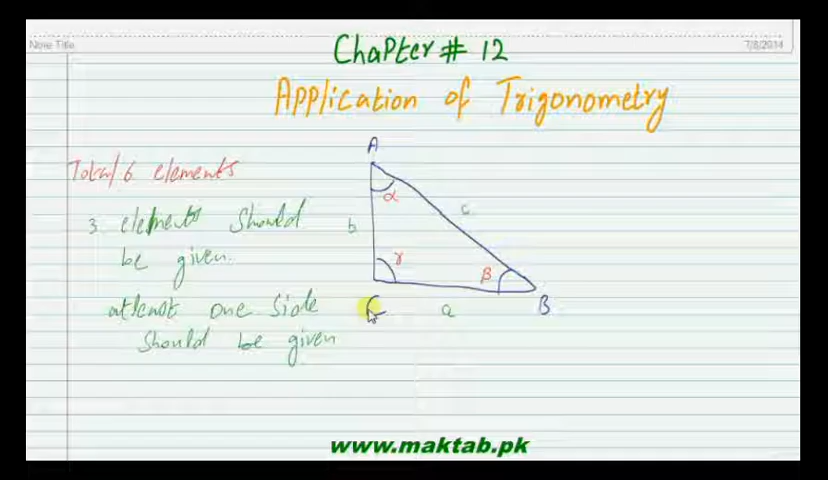 Note Title
7/8/2014
Chapter # 12
Application of Trigonometry
Total 6 elements
3 elements should
be given
atleast one side
should be given
A
α
b
c
γ
β
C
a
B
www.maktab.pk